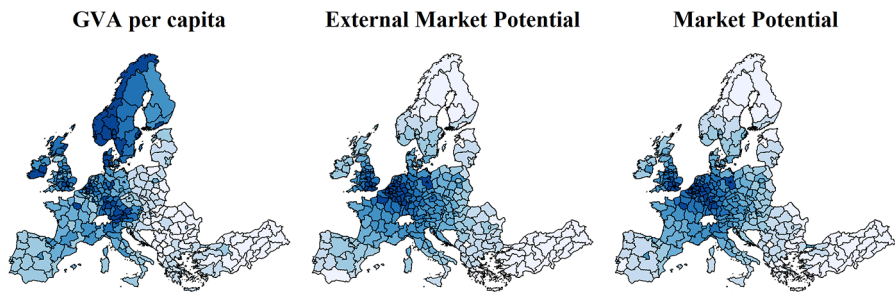 GVA per capita
External Market Potential
Market Potential